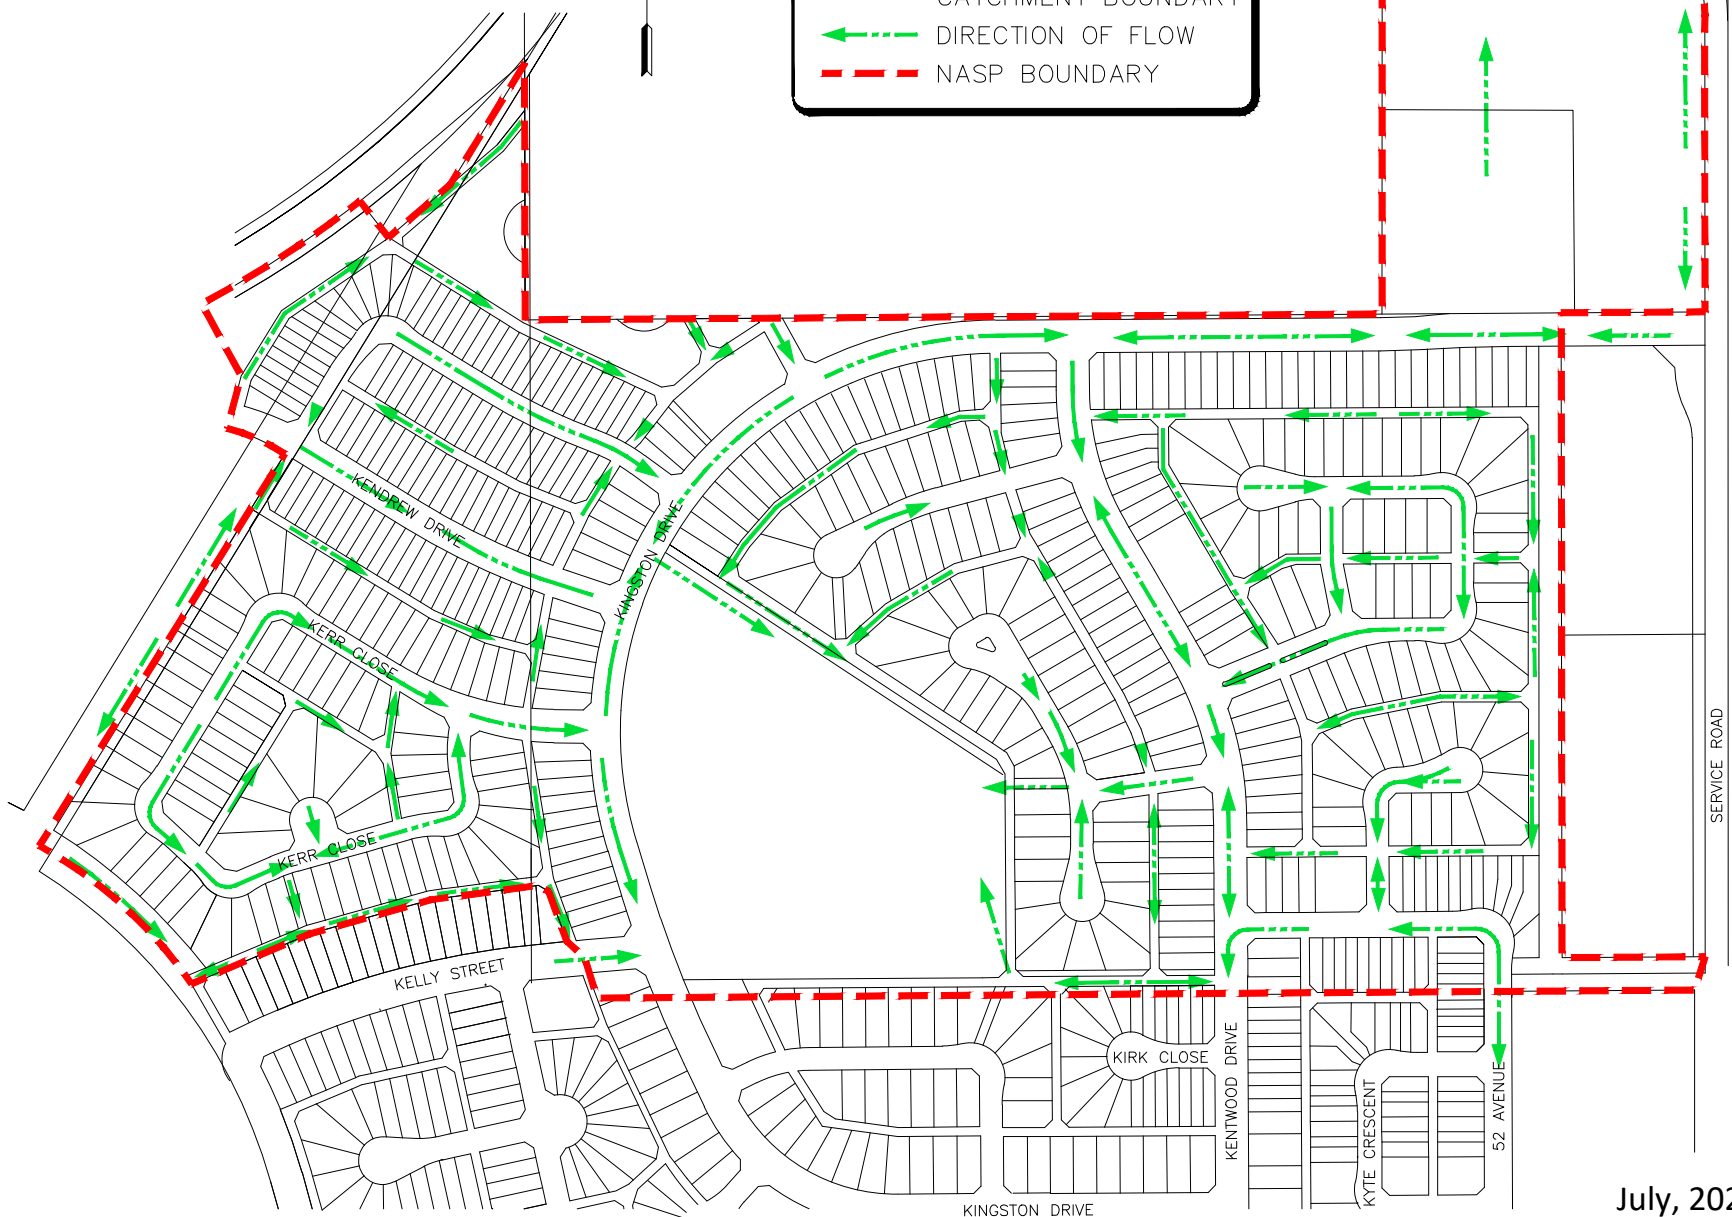 CATCHMENT BOUNDARY
DIRECTION OF FLOW
NASP BOUNDARY
KENDREW DRIVE
KINGSTON DRIVE
KERR CLOSE
KERR CLOSE
KELLY STREET
SERVICE ROAD
KIRK CLOSE
KENTWOOD DRIVE
KYTE CRESCENT
52 AVENUE
KINGSTON DRIVE
July, 202